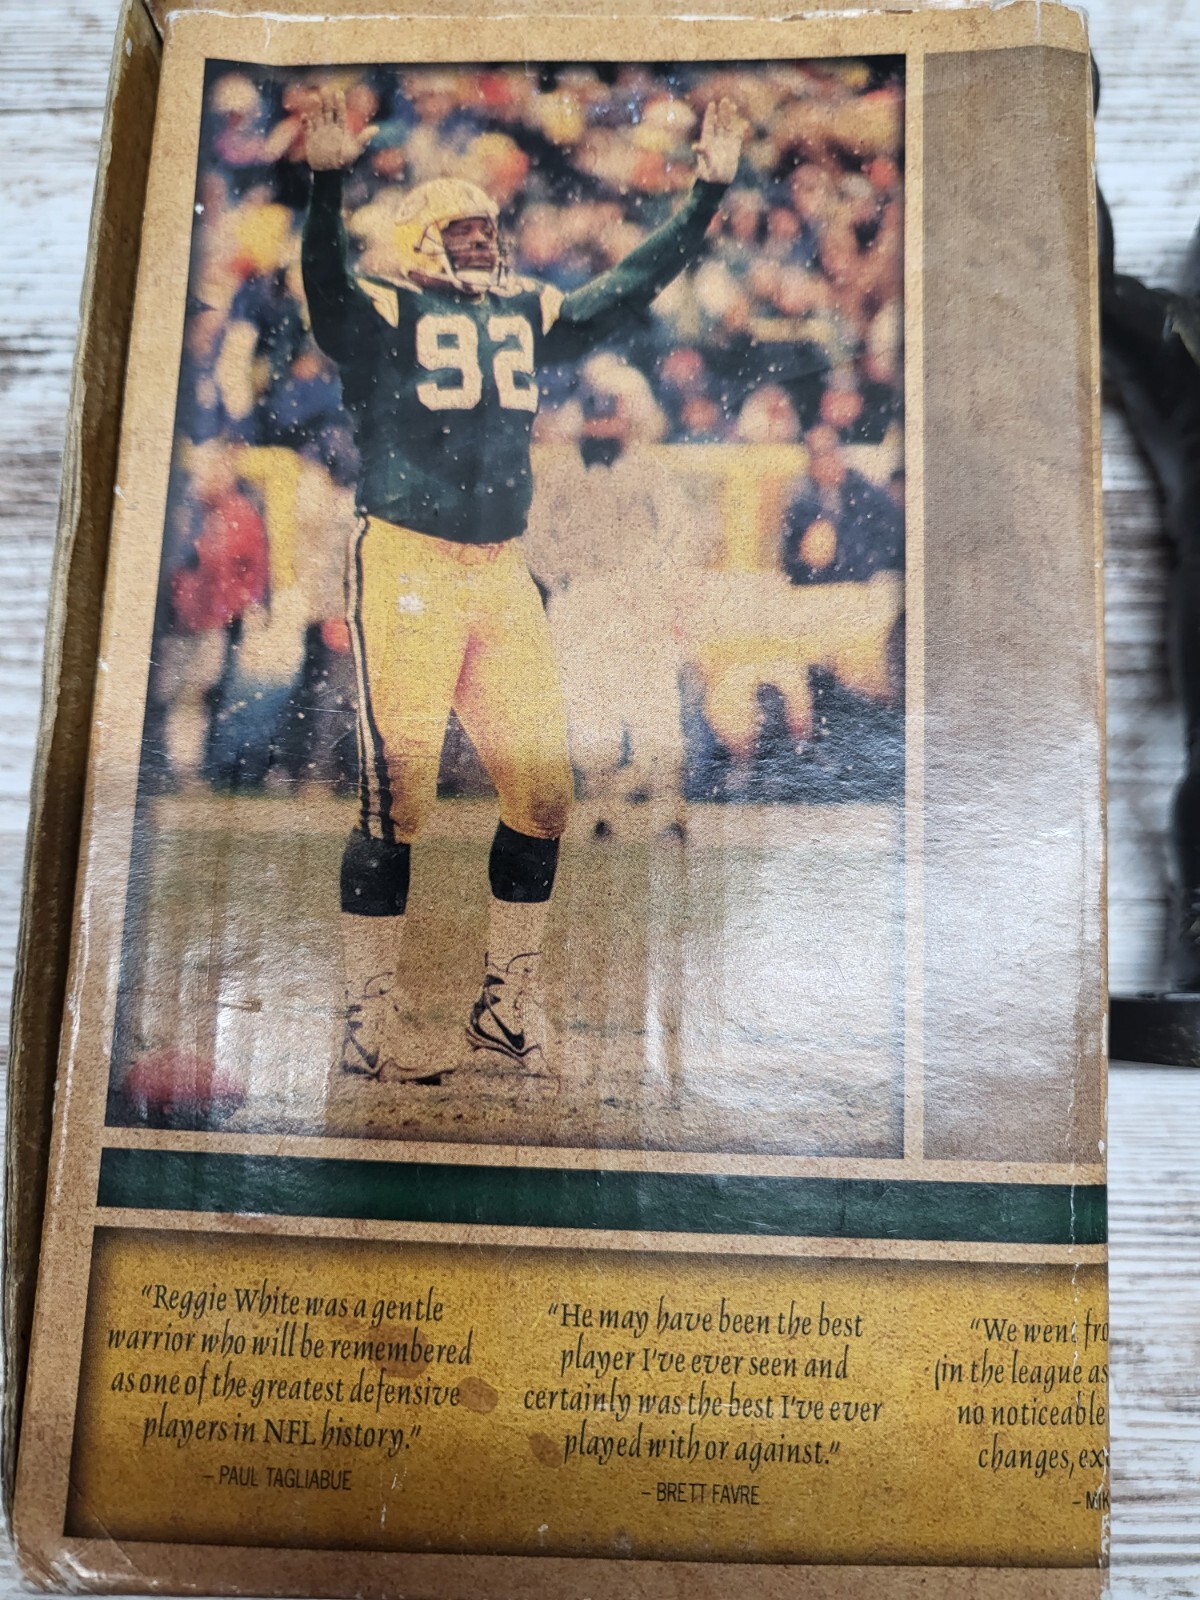 92
“Reggie White was a gentle
warrior who will be remembered
as one of the greatest defensive
players in NFL history.”
– PAUL TAGLIABUE
“He may have been the best
player I’ve ever seen and
certainly was the best I’ve ever
played with or against.”
– BRETT FAVRE
“We went
(in the league as
no noticeable
changes,
–